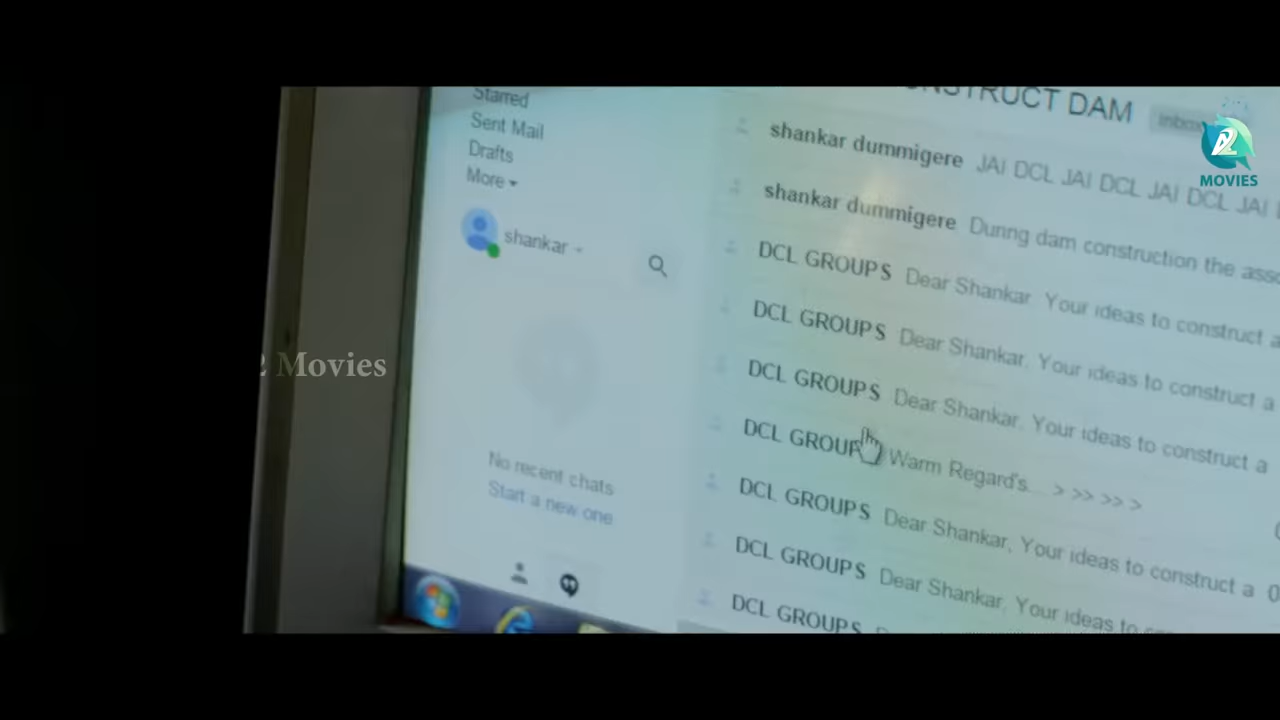 Starred
Sent Mail
Drafts
More
shankar
No recent chats
Start a new one
CONSTRUCT DAM
Inbox
shankar dummigere JAI DCL JAI DCL JAI DCL JAI
shankar dummigere During dam construction the
DCL GROUPS Dear Shankar, Your ideas to construct a
DCL GROUPS Dear Shankar, Your ideas to construct a
DCL GROUPS Dear Shankar, Your ideas to construct a
DCL Warm Regard's... > >> >> >
DCL GROUPS Dear Shankar, Your ideas to construct a
DCL GROUPS Dear Shankar, Your ideas to
DCL GROUPS
2 Movies
MOVIES